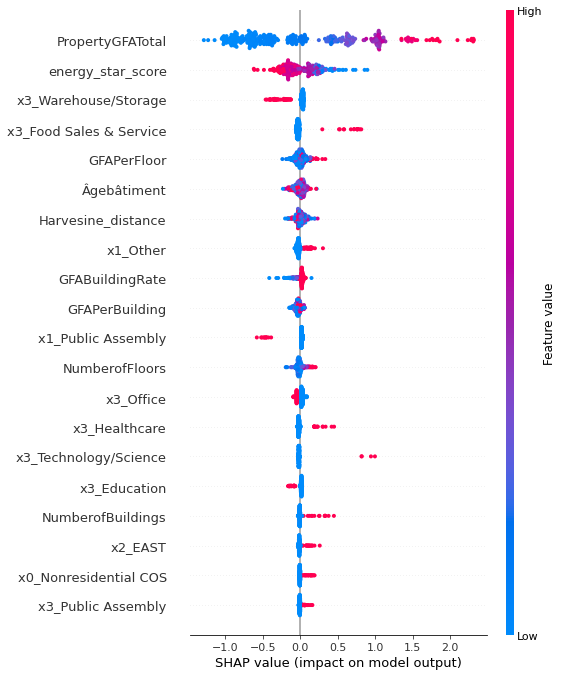 High
PropertyGFATotal
energy_star_score
x3_Warehouse/Storage
x3_Food Sales & Service
GFAPerFloor
Âgebâtiment
Harvesine_distance
x1_Other
GFABuildingRate
GFAPerBuilding
x1_Public Assembly
NumberofFloors
x3_Office
x3_Healthcare
x3_Technology/Science
x3_Education
NumberofBuildings
x2_EAST
x0_Nonresidential COS
x3_Public Assembly
Feature value
Low
−1.0 −0.5 0.0 0.5 1.0 1.5 2.0
SHAP value (impact on model output)